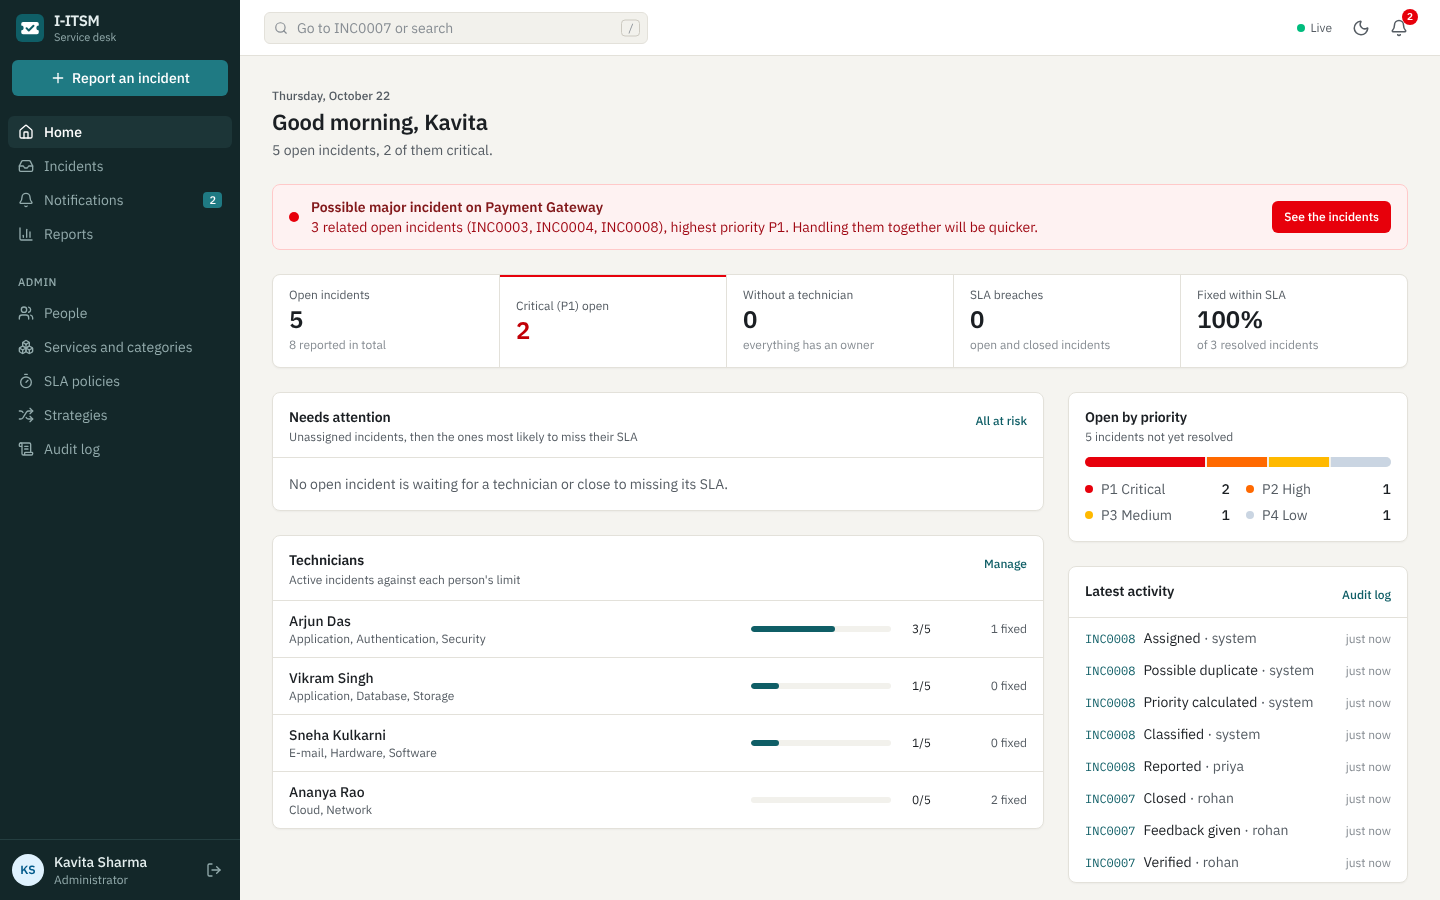 I-ITSM
Service desk
Report an incident
Home
Incidents
Notifications 2
Reports
ADMIN
People
Services and categories
SLA policies
Strategies
Audit log
KS
Kavita Sharma
Administrator
Go to INC0007 or search /
Live
2
Thursday, October 22
Good morning, Kavita
5 open incidents, 2 of them critical.
Possible major incident on Payment Gateway
3 related open incidents (INC0003, INC0004, INC0008), highest priority P1. Handling them together will be quicker.
See the incidents
Open incidents
5
8 reported in total
Critical (P1) open
2
Without a technician
0
everything has an owner
SLA breaches
0
open and closed incidents
Fixed within SLA
100%
of 3 resolved incidents
Needs attention
Unassigned incidents, then the ones most likely to miss their SLA
All at risk
No open incident is waiting for a technician or close to missing its SLA.
Technicians
Active incidents against each person's limit
Manage
Arjun Das
Application, Authentication, Security
3/5 1 fixed
Vikram Singh
Application, Database, Storage
1/5 0 fixed
Sneha Kulkarni
E-mail, Hardware, Software
1/5 0 fixed
Ananya Rao
Cloud, Network
0/5 2 fixed
Open by priority
5 incidents not yet resolved
P1 Critical 2 P2 High 1
P3 Medium 1 P4 Low 1
Latest activity Audit log
INC0008 Assigned · system just now
INC0008 Possible duplicate · system just now
INC0008 Priority calculated · system just now
INC0008 Classified · system just now
INC0008 Reported · priya just now
INC0007 Closed · rohan just now
INC0007 Feedback given · rohan just now
INC0007 Verified · rohan just now